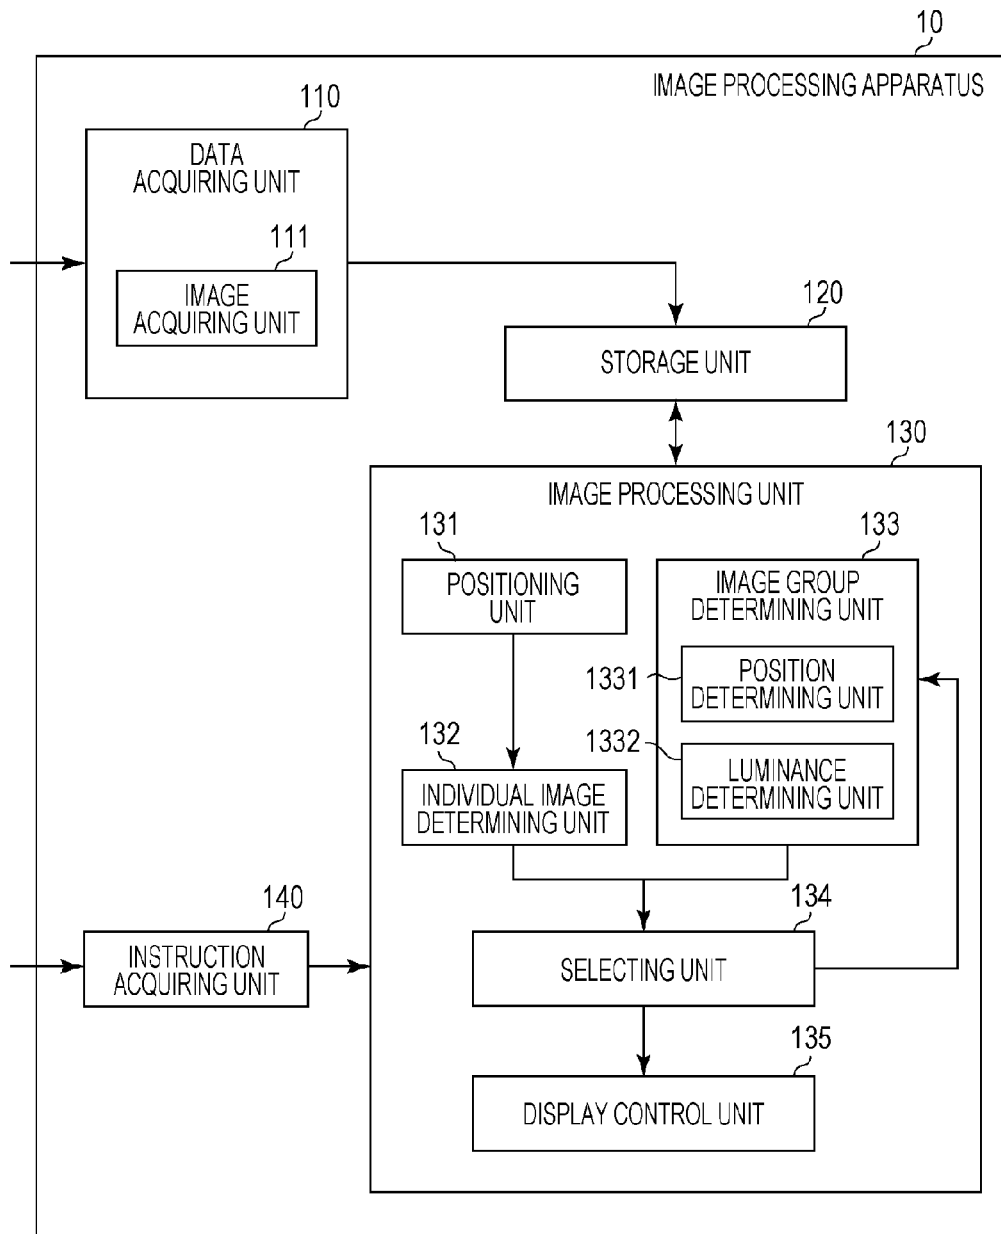 10
IMAGE PROCESSING APPARATUS
110
DATA
ACQUIRING UNIT
111
IMAGE
ACQUIRING UNIT
120
STORAGE UNIT
130
IMAGE PROCESSING UNIT
131
POSITIONING
UNIT
133
IMAGE GROUP
DETERMINING UNIT
1331
POSITION
DETERMINING UNIT
1332
LUMINANCE
DETERMINING UNIT
132
INDIVIDUAL IMAGE
DETERMINING UNIT
140
INSTRUCTION
ACQUIRING UNIT
134
SELECTING UNIT
135
DISPLAY CONTROL UNIT